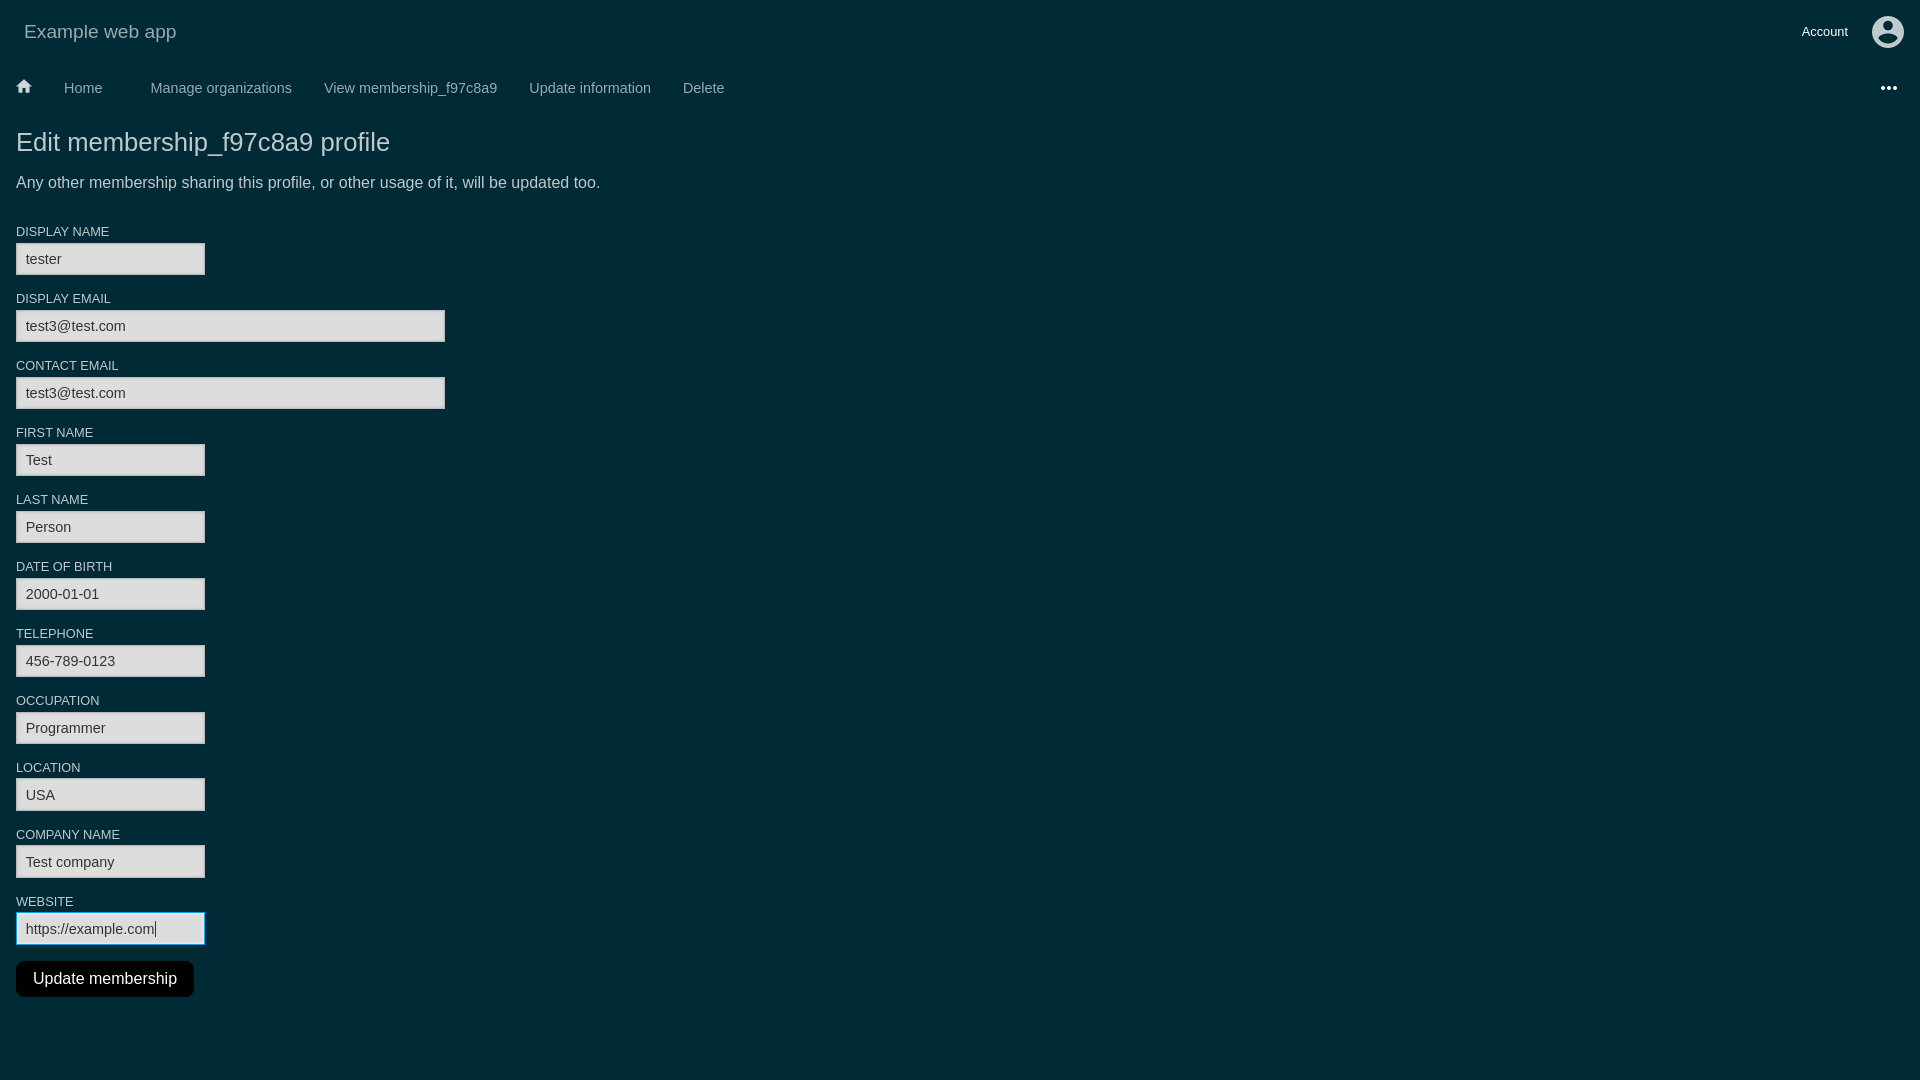 Example web app
Account
Home
Manage organizations
View membership_f97c8a9
Update information
Delete
Edit membership_f97c8a9 profile
Any other membership sharing this profile, or other usage of it, will be updated too.
DISPLAY NAME
tester
DISPLAY EMAIL
test3@test.com
CONTACT EMAIL
test3@test.com
FIRST NAME
Test
LAST NAME
Person
DATE OF BIRTH
2000-01-01
TELEPHONE
456-789-0123
OCCUPATION
Programmer
LOCATION
USA
COMPANY NAME
Test company
WEBSITE
https://example.com
Update membership